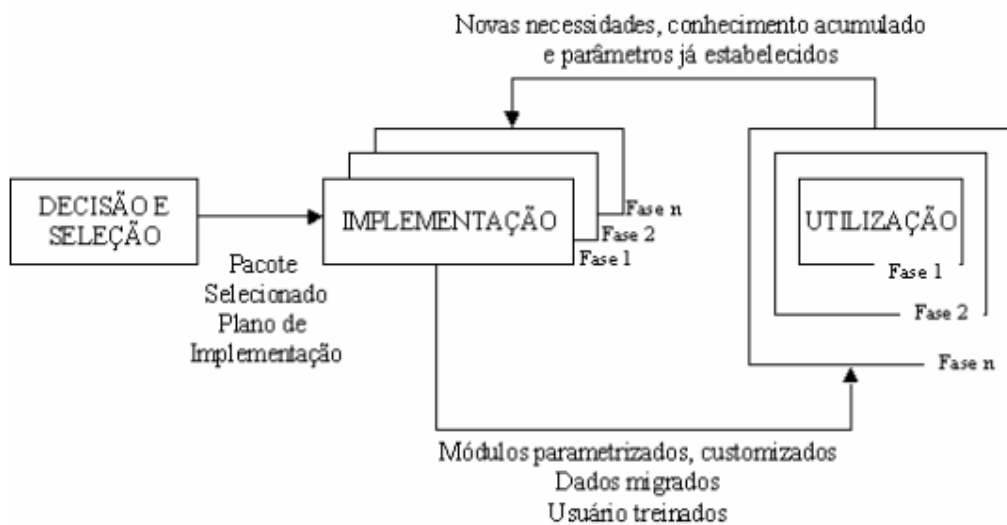 Novas necessidades, conhecimento acumulado
e parâmetros já estabelecidos
DECISÃO E
SELEÇÃO
IMPLEMENTAÇÃO
Fase n
Fase 2
Fase 1
UTILIZAÇÃO
Fase 1
Fase 2
Fase n
Pacote
Selecionado
Plano de
Implementação
Módulos parametrizados, customizados
Dados migrados
Usuário treinados